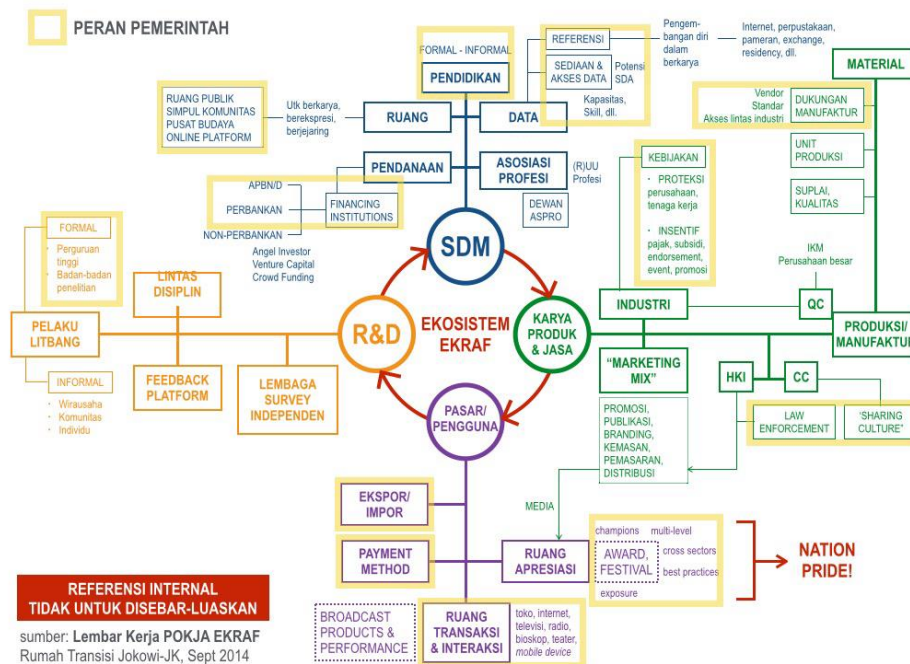 PERAN PEMERINTAH
FORMAL - INFORMAL
PENDIDIKAN
REFERENSI
Pengem-
bangan diri
dalam
berkarya
Internet, perpustakaan,
pameran, exchange,
residency, dll.
SEDIAAN &
AKSES DATA
Potensi
SDA
Kapasitas,
Skill, dll.
MATERIAL
Vendor
Standar
Akses lintas industri
DUKUNGAN
MANUFAKTUR
RUANG PUBLIK
SIMPUL KOMUNITAS
PUSAT BUDAYA
ONLINE PLATFORM
Utk berkarya,
berekspresi,
berjejaring
RUANG
DATA
UNIT
PRODUKSI
PENDANAAN
ASOSIASI
PROFESI
(R)UU
Profesi
KEBIJAKAN
• PROTEKSI
perusahaan,
tenaga kerja
• INSENTIF
pajak, subsidi,
endorsement,
event, promosi
SUPLAI,
KUALITAS
APBN/D
PERBANKAN
NON-PERBANKAN
FINANCING
INSTITUTIONS
DEWAN
ASPRO
Angel Investor
Venture Capital
Crowd Funding
SDM
FORMAL
• Perguruan
tinggi
• Badan-badan
penelitian
IKM
Perusahaan besar
LINTAS
DISIPLIN
INDUSTRI
QC
PELAKU
LITBANG
R&D
EKOSISTEM
EKRAF
KARYA
PRODUK
& JASA
PRODUKSI/
MANUFAKTUR
INFORMAL
• Wirausaha
• Komunitas
• Individu
FEEDBACK
PLATFORM
LEMBAGA
SURVEY
INDEPENDEN
"MARKETING
MIX"
HKI
CC
PASAR/
PENGGUNA
PROMOSI,
PUBLIKASI,
BRANDING,
KEMASAN,
PEMASARAN,
DISTRIBUSI
LAW
ENFORCEMENT
'SHARING
CULTURE"
EKSPOR/
IMPOR
MEDIA
PAYMENT
METHOD
RUANG
APRESIASI
champions
multi-level
AWARD,
FESTIVAL
cross sectors
best practices
exposure
NATION
PRIDE!
BROADCAST
PRODUCTS &
PERFORMANCE
RUANG
TRANSAKSI
& INTERAKSI
toko, internet,
televisi, radio,
bioskop, teater,
mobile device
REFERENSI INTERNAL
TIDAK UNTUK DISEBAR-LUASKAN
sumber: Lembar Kerja POKJA EKRAF
Rumah Transisi Jokowi-JK, Sept 2014